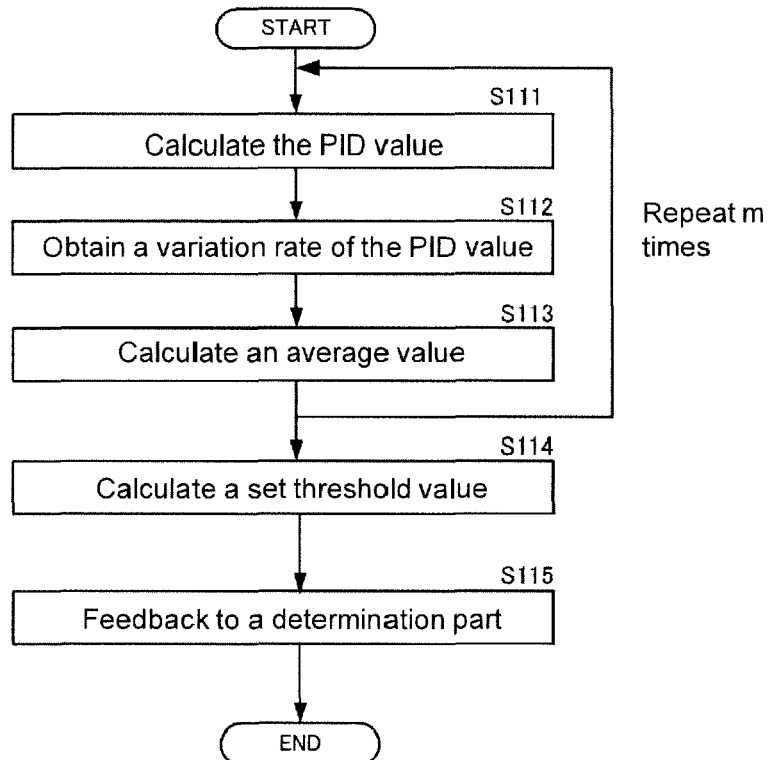 START
S111
Calculate the PID value
S112
Obtain a variation rate of the PID value
Repeat m
times
S113
Calculate an average value
S114
Calculate a set threshold value
S115
Feedback to a determination part
END